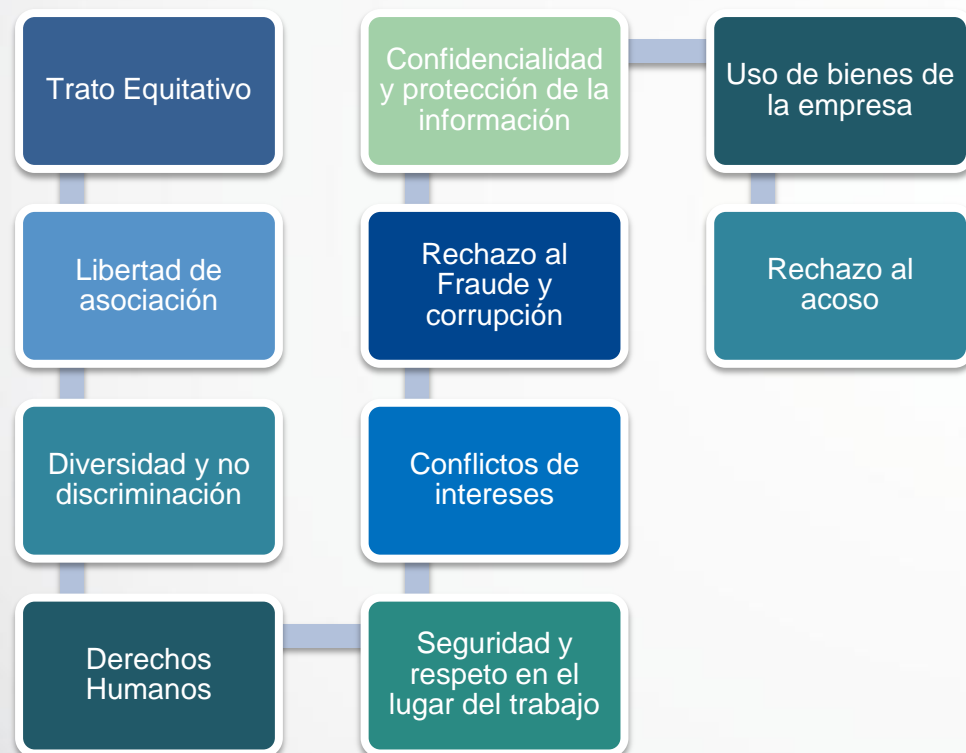 Trato Equitativo
Libertad de
asociación
Diversidad y no
discriminación
Derechos
Humanos
Seguridad y
respeto en el
lugar del trabajo
Conflictos de
intereses
Rechazo al
Fraude y
corrupción
Confidencialidad
y protección de la
información
Uso de bienes de
la empresa
Rechazo al
acoso